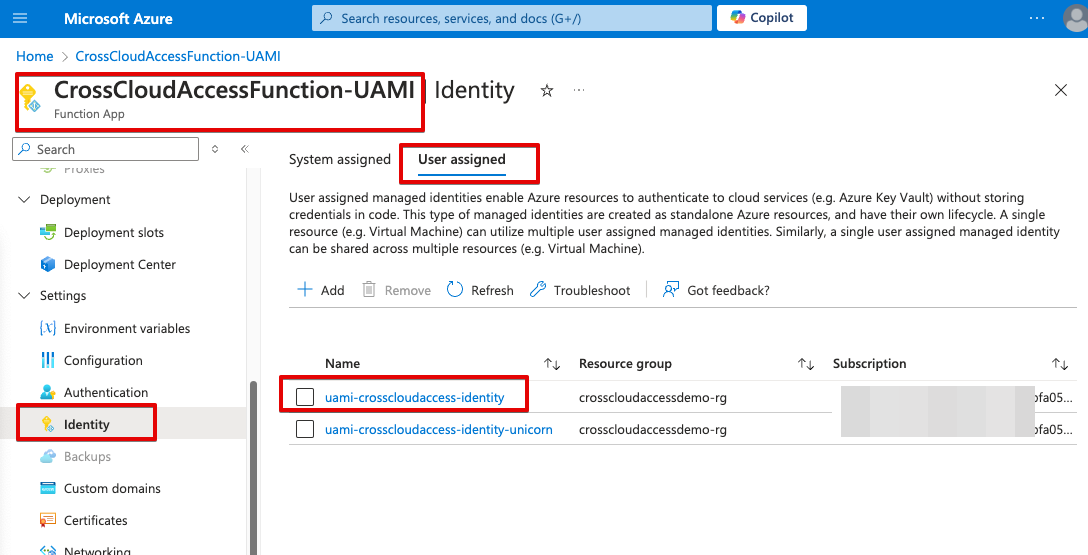 Microsoft Azure
Search resources, services, and docs (G+/)
Copilot
Home > CrossCloudAccessFunction-UAMI
CrossCloudAccessFunction-UAMI | Identity
Function App
Search
Proxies
Deployment
Deployment slots
Deployment Center
Settings
Environment variables
Configuration
Authentication
Identity
Backups
Custom domains
Certificates
Networking
System assigned
User assigned
User assigned managed identities enable Azure resources to authenticate to cloud services (e.g. Azure Key Vault) without storing
credentials in code. This type of managed identities are created as standalone Azure resources, and have their own lifecycle. A single
resource (e.g. Virtual Machine) can utilize multiple user assigned managed identities. Similarly, a single user assigned managed identity
can be shared across multiple resources (e.g. Virtual Machine).
Add Remove Refresh Troubleshoot Got feedback?
Name Resource group Subscription
uami-crosscloudaccess-identity crosscloudaccessdemo-rg fa05...
uami-crosscloudaccess-identity-unicorn crosscloudaccessdemo-rg fa05...